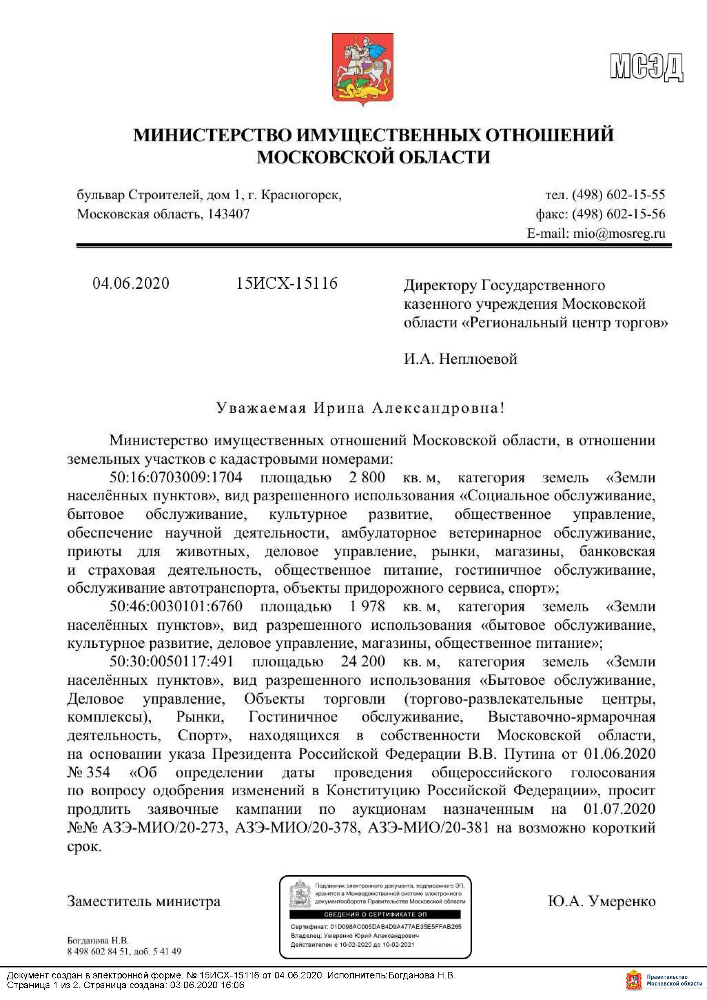 МСЭД
МИНИСТЕРСТВО ИМУЩЕСТВЕННЫХ ОТНОШЕНИЙ
МОСКОВСКОЙ ОБЛАСТИ
бульвар Строителей, дом 1, г. Красногорск,
Московская область, 143407
тел. (498) 602-15-55
факс: (498) 602-15-56
E-mail: mio@mosreg.ru
04.06.2020 15ИСХ-15116
Директору Государственного
казенного учреждения Московской
области «Региональный центр торгов»
И.А. Неплюевой
Уважаемая Ирина Александровна!
Министерство имущественных отношений Московской области, в отношении
земельных участков с кадастровыми номерами:
50:16:0703009:1704 площадью 2 800 кв. м, категория земель «Земли
населённых пунктов», вид разрешенного использования «Социальное обслуживание,
бытовое обслуживание, культурное развитие, общественное управление,
обеспечение научной деятельности, амбулаторное ветеринарное обслуживание,
приюты для животных, деловое управление, рынки, магазины, банковская
и страховая деятельность, общественное питание, гостиничное обслуживание,
обслуживание автотранспорта, объекты придорожного сервиса, спорт»;
50:46:0030101:6760 площадью 1 978 кв. м, категория земель «Земли
населённых пунктов», вид разрешенного использования «бытовое обслуживание,
культурное развитие, деловое управление, магазины, общественное питание»;
50:30:0050117:491 площадью 24 200 кв. м, категория земель «Земли
населённых пунктов», вид разрешенного использования «Бытовое обслуживание,
Деловое управление, Объекты торговли (торгово-развлекательные центры,
комплексы), Рынки, Гостиничное обслуживание, Выставочно-ярмарочная
деятельность, Спорт», находящихся в собственности Московской области,
на основании указа Президента Российской Федерации В.В. Путина от 01.06.2020
№ 354 «Об определении даты проведения общероссийского голосования
по вопросу одобрения изменений в Конституцию Российской Федерации», просит
продлить заявочные кампании по аукционам назначенным на 01.07.2020
№№ АЗЭ-МИО/20-273, АЗЭ-МИО/20-378, АЗЭ-МИО/20-381 на возможно короткий
срок.
Заместитель министра
Подлинник электронного документа, подписанного ЭП,
хранится в Межведомственной системе электронного
документооборота Правительства Московской области
СВЕДЕНИЯ О СЕРТИФИКАТЕ ЭП
Сертификат: 01D098AC005DAB4D9A477AE35E5FFAB265
Владелец: Умеренко Юрий Александрович
Действителен с 10-02-2020 до 10-02-2021
Ю.А. Умеренко
Богданова Н.В.
8 498 602 84 51, доб. 5 41 49
Документ создан в электронной форме. № 15ИСХ-15116 от 04.06.2020. Исполнитель:Богданова Н.В.
Страница 1 из 2. Страница создана: 03.06.2020 16:06
Правительство
Московской области